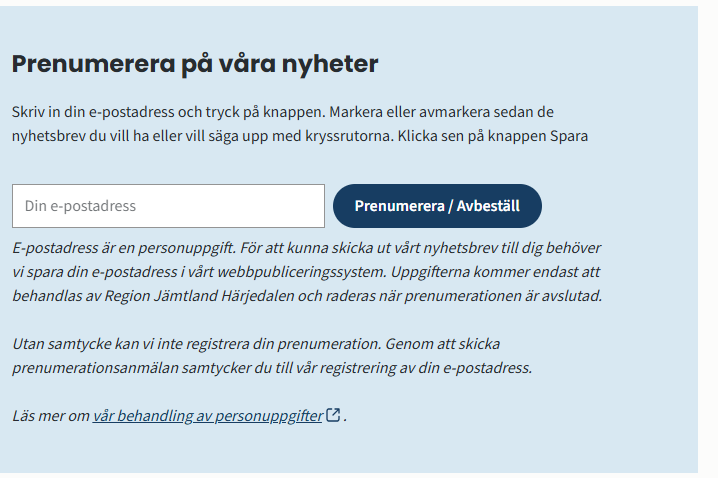 Prenumerera på våra nyheter
Skriv in din e-postadress och tryck på knappen. Markera eller avmarkera sedan de
nyhetsbrev du vill ha eller vill säga upp med kryssrutorna. Klicka sen på knappen Spara
Din e-postadress
Prenumerera / Avbeställ
E-postadress är en personuppgift. För att kunna skicka ut vårt nyhetsbrev till dig behöver
vi spara din e-postadress i vårt webbpubliceringssystem. Uppgifterna kommer endast att
behandlas av Region Jämtland Härjedalen och raderas när prenumerationen är avslutad.
Utan samtycke kan vi inte registrera din prenumeration. Genom att skicka
prenumerationsanmälan samtycker du till vår registrering av din e-postadress.
Läs mer om vår behandling av personuppgifter .